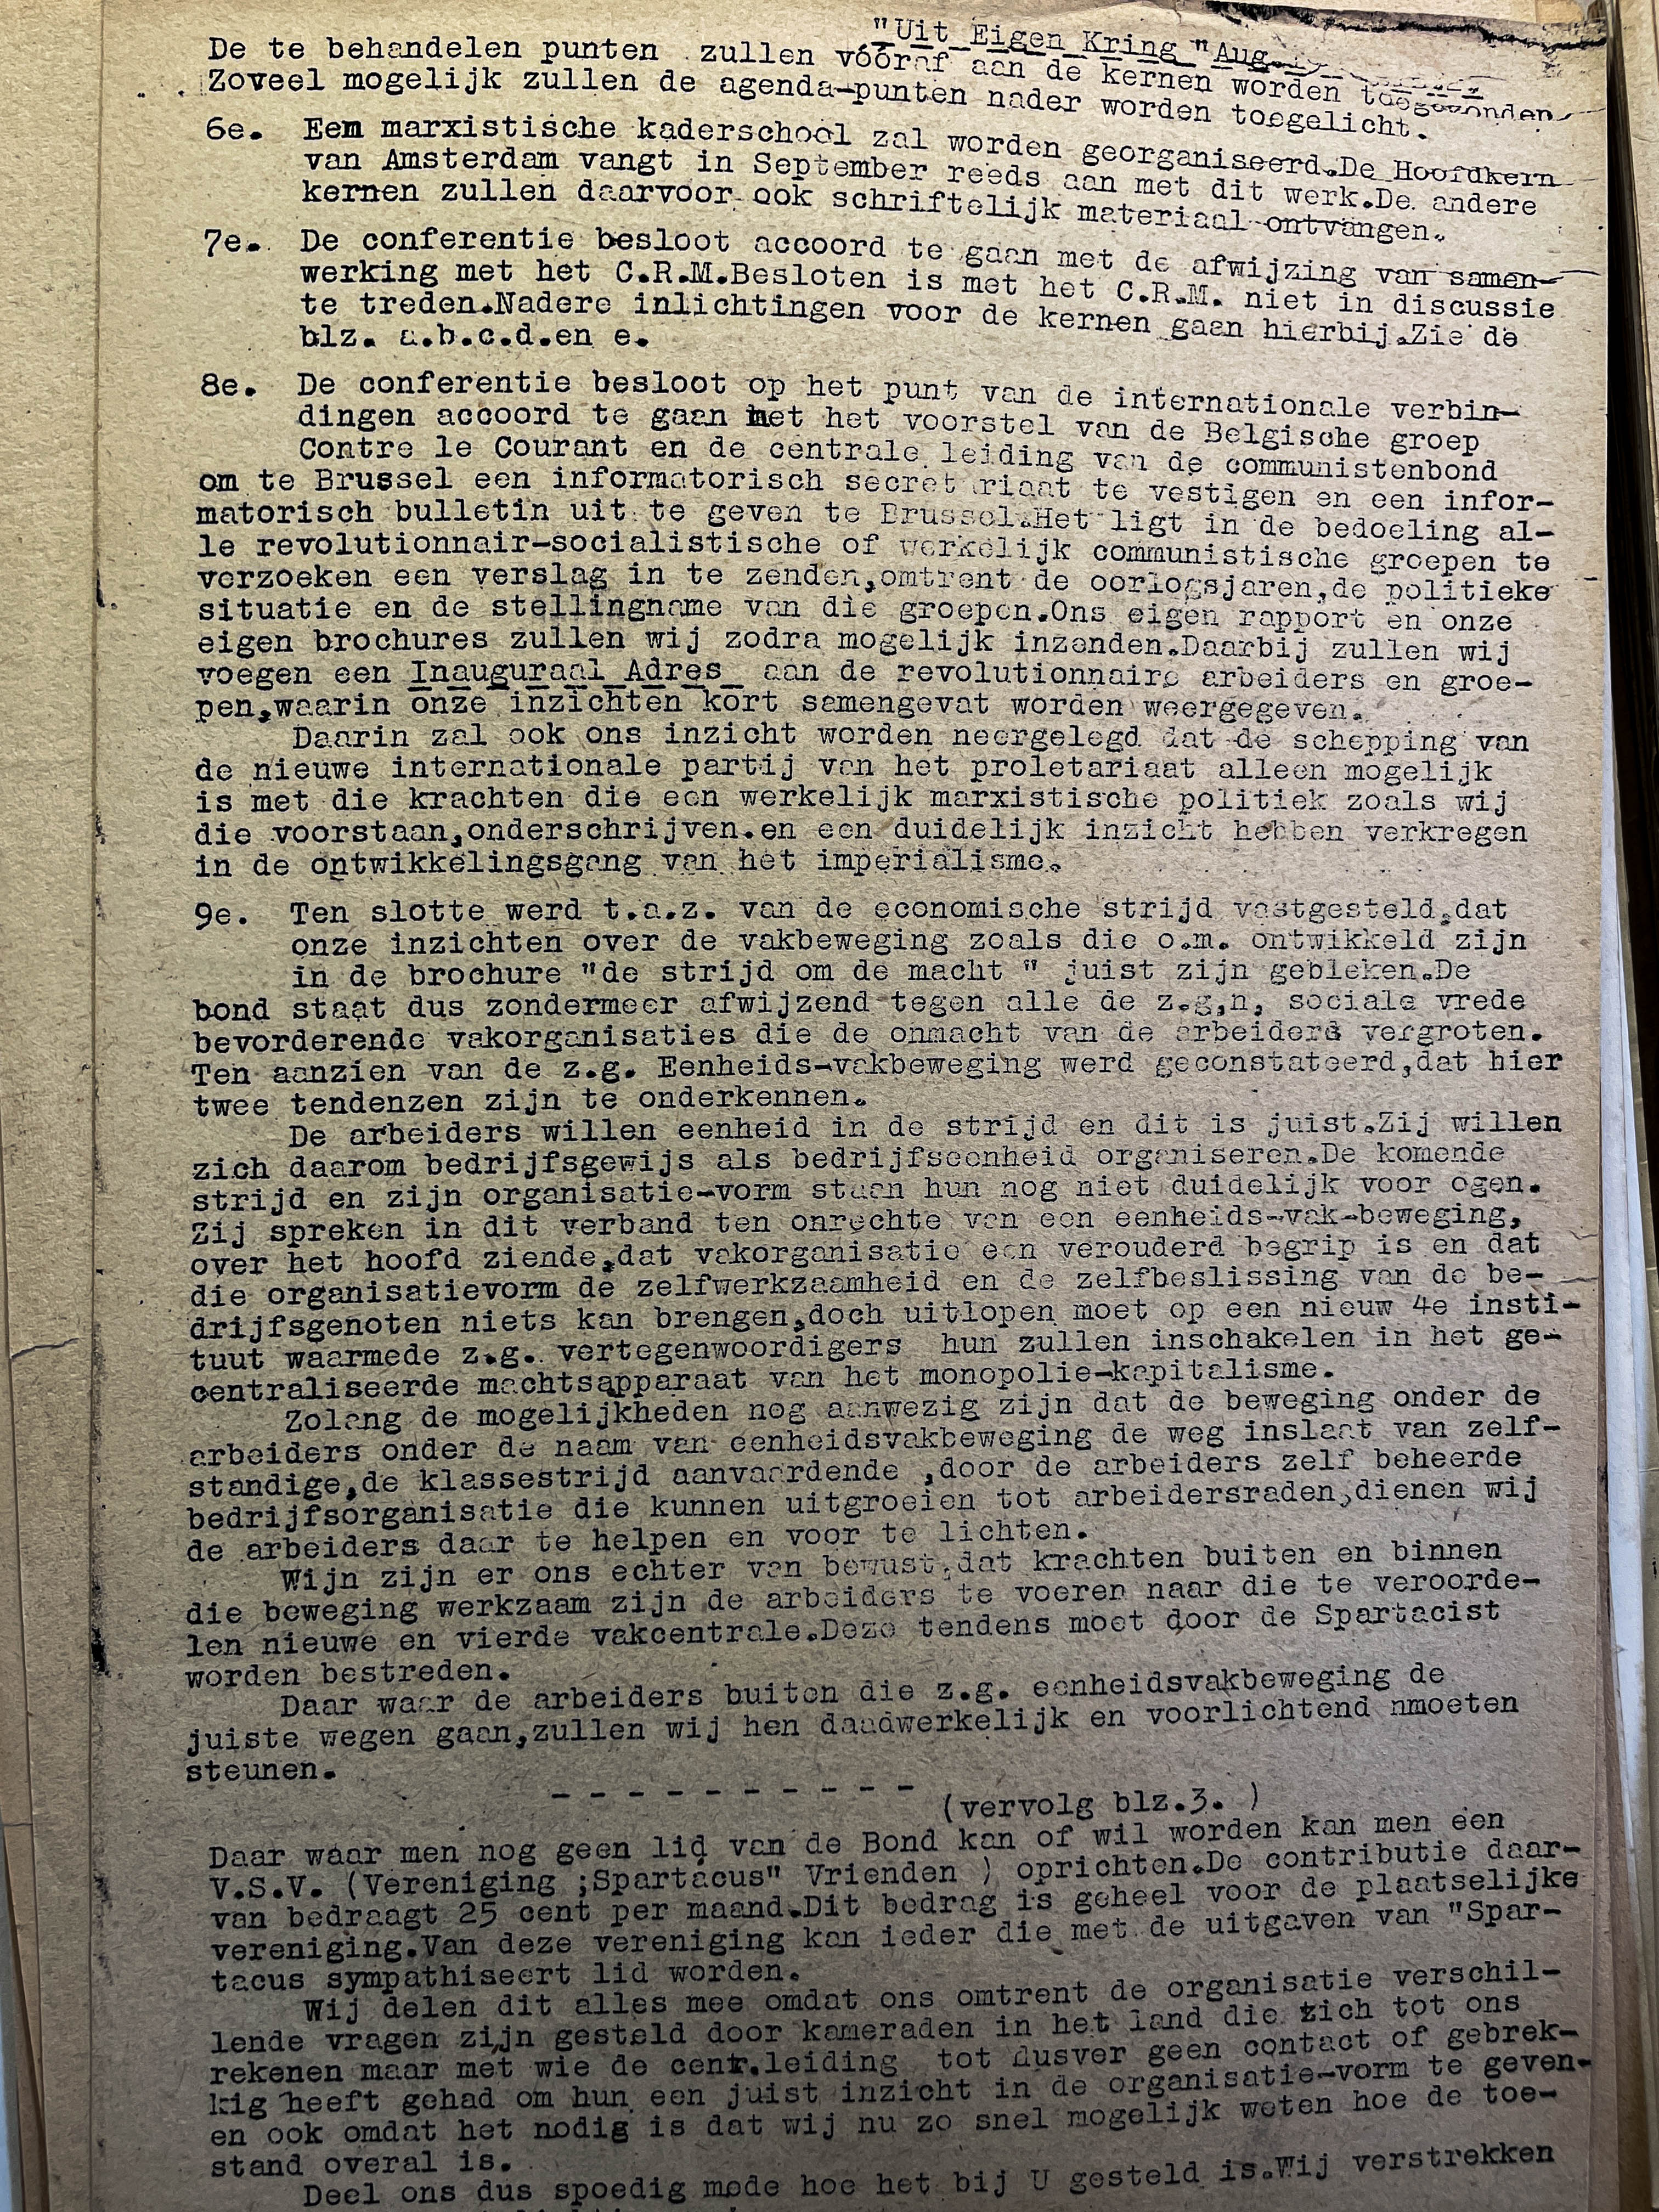 "Uit Eigen Kring "Aug.
De te behandelen punten zullen vóóraf aan de kernen worden toegezonden
Zoveel mogelijk zullen de agenda-punten nader worden toegelicht.
6e. Eem marxistische kaderschool zal worden georganiseerd.De Hoofdkern
van Amsterdam vangt in September reeds aan met dit werk.De andere
kernen zullen daarvoor ook schriftelijk materiaal ontvangen.
7e. De conferentie besloot accoord te gaan met de afwijzing van samen-
werking met het C.R.M.Besloten is met het C.R.M. niet in discussie
te treden.Nadere inlichtingen voor de kernen gaan hierbij.Zie de
blz. a.b.c.d.en e.
8e. De conferentie besloot op het punt van de internationale verbin-
dingen accoord te gaan met het voorstel van de Belgische groep
Contre le Courant en de centrale leiding van de communistenbond
om te Brussel een informatorisch secretariaat te vestigen en een infor-
matorisch bulletin uit te geven te Brussel.Het ligt in de bedoeling al-
le revolutionnair-socialistische of werkelijk communistische groepen te
verzoeken een verslag in te zenden,omtrent de oorlogsjaren,de politieke
situatie en de stellingname van die groepen.Ons eigen rapport en onze
eigen brochures zullen wij zodra mogelijk inzenden.Daarbij zullen wij
voegen een Inauguraal Adres aan de revolutionnaire arbeiders en groe-
pen,waarin onze inzichten kort samengevat worden weergegeven.
Daarin zal ook ons inzicht worden neergelegd dat de schepping van
de nieuwe internationale partij van het proletariaat alleen mogelijk
is met die krachten die een werkelijk marxistische politiek zoals wij
die voorstaan,onderschrijven.en een duidelijk inzicht hebben verkregen
in de ontwikkelingsgang van het imperialisme.
9e. Ten slotte werd t.a.z. van de economische strijd vastgesteld,dat
onze inzichten over de vakbeweging zoals die o.m. ontwikkeld zijn
in de brochure "de strijd om de macht " juist zijn gebleken.De
bond staat dus zondermeer afwijzend tegen alle de z.g,n, sociale vrede
bevorderende vakorganisaties die de onmacht van de arbeiders vergroten.
Ten aanzien van de z.g. Eenheids-vakbeweging werd geconstateerd,dat hier
twee tendenzen zijn te onderkennen.
De arbeiders willen eenheid in de strijd en dit is juist.Zij willen
zich daarom bedrijfsgewijs als bedrijfseenheid organiseren.De komende
strijd en zijn organisatie-vorm staan hun nog niet duidelijk voor ogen.
Zij spreken in dit verband ten onrechte van een eenheids-vak-beweging,
over het hoofd ziende,dat vakorganisatie een verouderd begrip is en dat
die organisatievorm de zelfwerkzaamheid en de zelfbeslissing van de be-
drijfsgenoten niets kan brengen,doch uitlopen moet op een nieuw 4e insti-
tuut waarmede z.g. vertegenwoordigers hun zullen inschakelen in het ge-
centraliseerde machtsapparaat van het monopolie-kapitalisme.
Zolang de mogelijkheden nog aanwezig zijn dat de beweging onder de
arbeiders onder de naam van eenheidsvakbeweging de weg inslaat van zelf-
standige,de klassestrijd aanvaardende ,door de arbeiders zelf beheerde
bedrijfsorganisatie die kunnen uitgroeien tot arbeidersraden,dienen wij
de arbeiders daar te helpen en voor te lichten.
Wijn zijn er ons echter van bewust,dat krachten buiten en binnen
die beweging werkzaam zijn de arbeiders te voeren naar die te veroorde-
len nieuwe en vierde vakcentrale.Deze tendens moet door de Spartacist
worden bestreden.
Daar waar de arbeiders buiten die z.g. eenheidsvakbeweging de
juiste wegen gaan,zullen wij hen daadwerkelijk en voorlichtend nmoeten
steunen.
- - - - - - - - - -
(vervolg blz.3. )
Daar waar men nog geen lid van de Bond kan of wil worden kan men een
V.S.V. (Vereniging ;Spartacus" Vrienden ) oprichten.De contributie daar-
van bedraagt 25 cent per maand.Dit bedrag is geheel voor de plaatselijke
vereniging.Van deze vereniging kan ieder die met de uitgaven van "Spar-
tacus sympathiseert lid worden.
Wij delen dit alles mee omdat ons omtrent de organisatie verschil-
lende vragen zijn gesteld door kameraden in het land die zich tot ons
rekenen maar met wie de centr.leiding tot dusver geen contact of gebrek-
kig heeft gehad om hun een juist inzicht in de organisatie-vorm te geven-
en ook omdat het nodig is dat wij nu zo snel mogelijk weten hoe de toe-
stand overal is.
Deel ons dus spoedig mede hoe het bij U gesteld is.Wij verstrekken